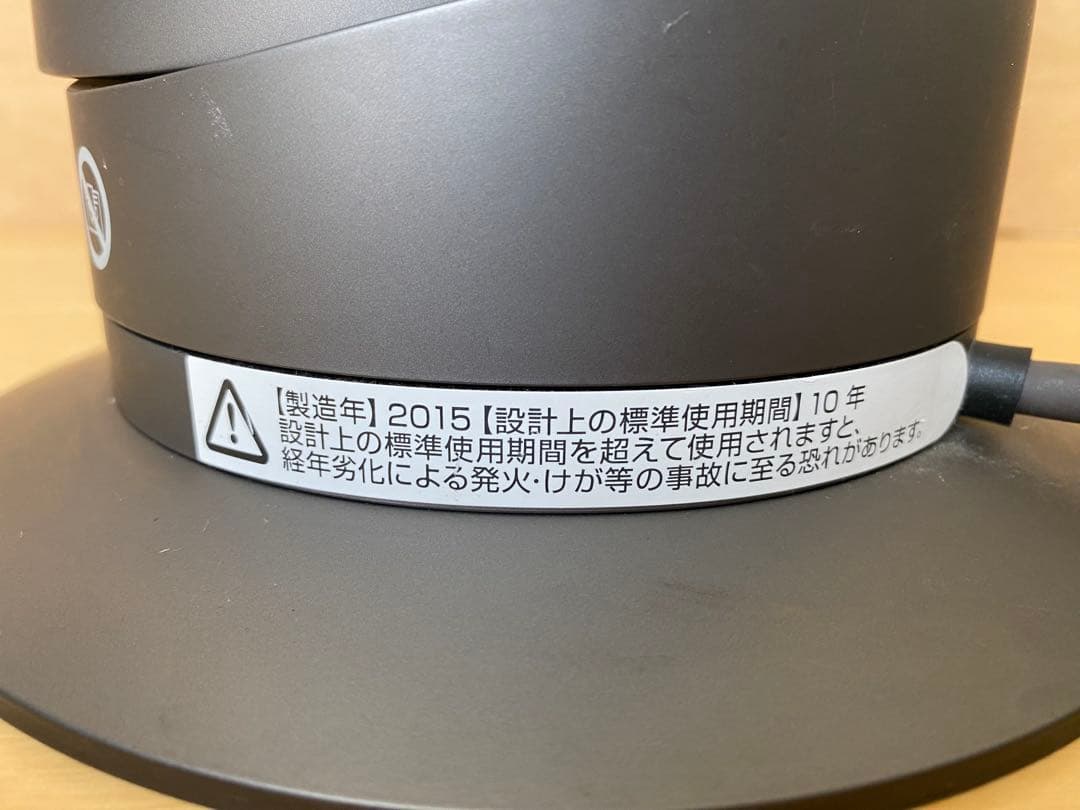 【製造年】2015【設計上の標準使用期間】10年
設計上の標準使用期間を超えて使用されますと、
経年劣化による発火・けが等の事故に至る恐れがあります。